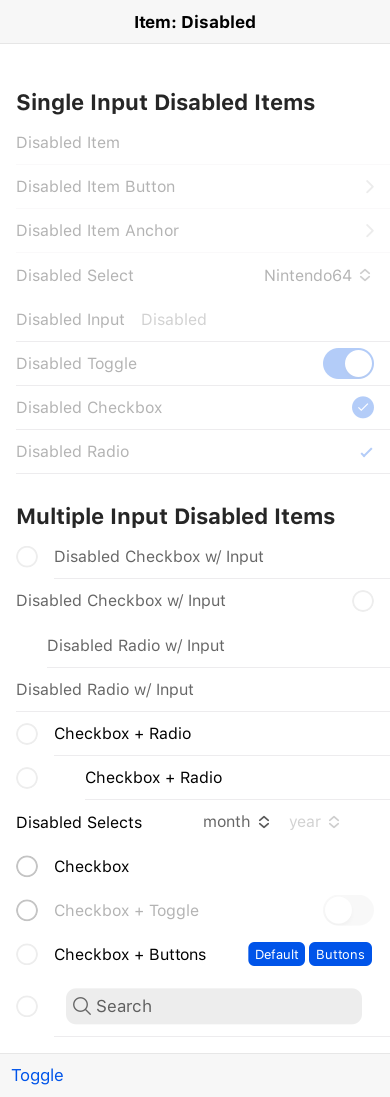 Item: Disabled
Single Input Disabled Items
Disabled Item
Disabled Item Button
Disabled Item Anchor
Disabled Select Nintendo64
Disabled Input Disabled
Disabled Toggle
Disabled Checkbox
Disabled Radio
Multiple Input Disabled Items
Disabled Checkbox w/ Input
Disabled Checkbox w/ Input
Disabled Radio w/ Input
Disabled Radio w/ Input
Checkbox + Radio
Checkbox + Radio
Disabled Selects month year
Checkbox
Checkbox + Toggle
Checkbox + Buttons Default Buttons
Search
Toggle